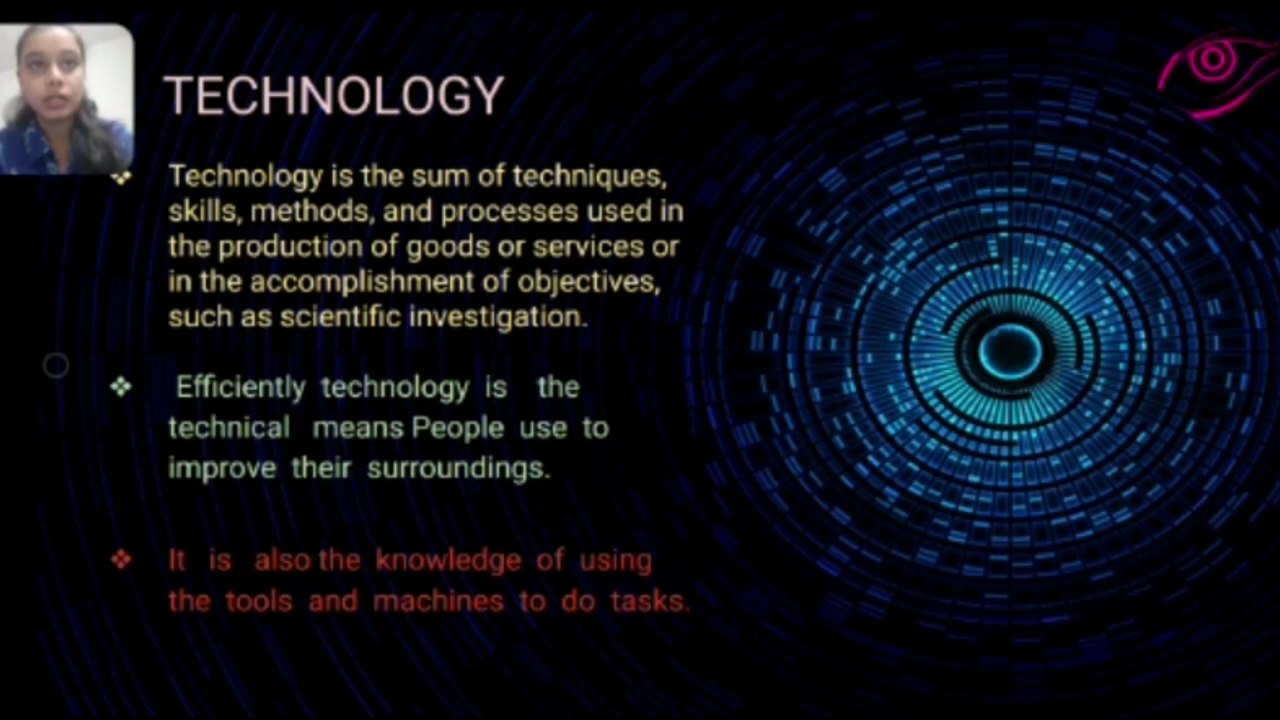 TECHNOLOGY
Technology is the sum of techniques,
skills, methods, and processes used in
the production of goods or services or
in the accomplishment of objectives,
such as scientific investigation.
Efficiently technology is the
technical means People use to
improve their surroundings.
It is also the knowledge of using
the tools and machines to do tasks.